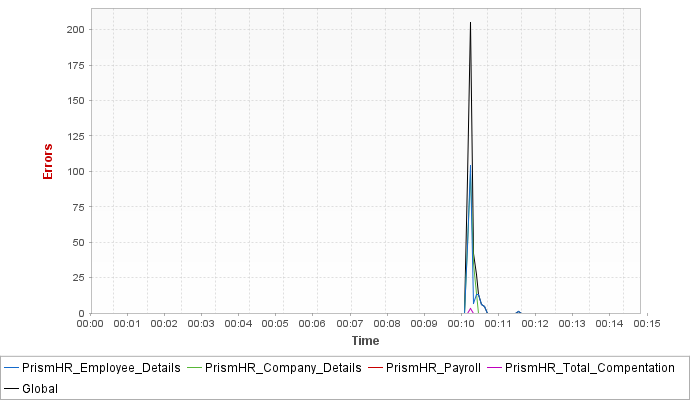 200
175
150
125
100
75
50
25
0
Errors
00:00 00:01 00:02 00:03 00:04 00:05 00:06 00:07 00:08 00:09 00:10 00:11 00:12 00:13 00:14 00:15
Time
PrismHR_Employee_Details PrismHR_Company_Details PrismHR_Payroll PrismHR_Total_Compentation
Global